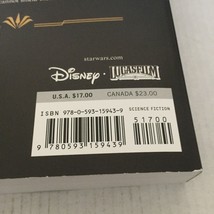 starwars.com
Disney · LUCASFILM
U.S.A. $17.00 CANADA $23.00
ISBN 978-0-593-15943-9 SCIENCE FICTION
51700
9 780593 159439